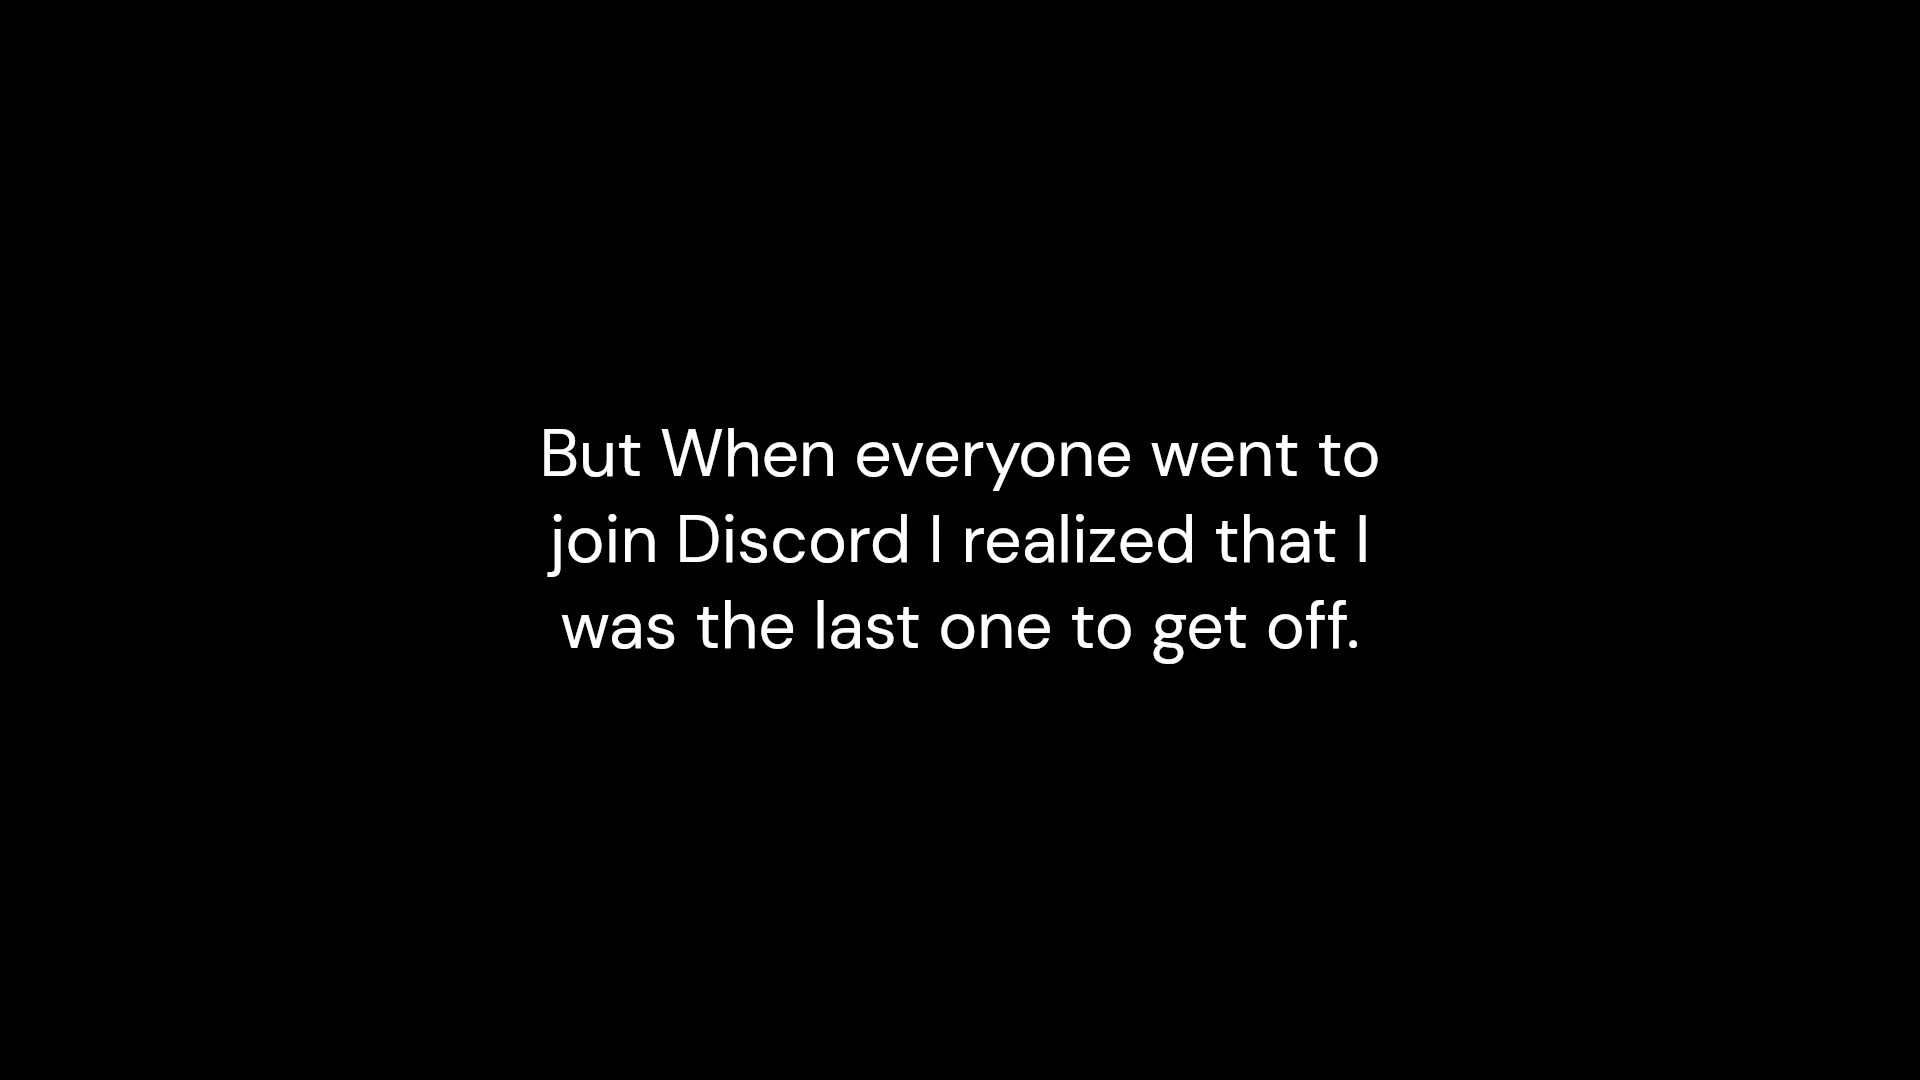 But When everyone went to
join Discord I realized that I
was the last one to get off.